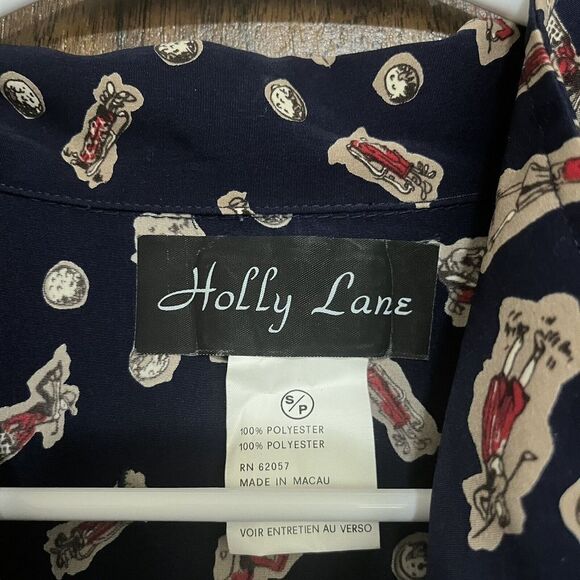 Holly Lane
S/P
100% POLYESTER
100% POLYESTER
RN 62057
MADE IN MACAU
VOIR ENTRETIEN AU VERSO